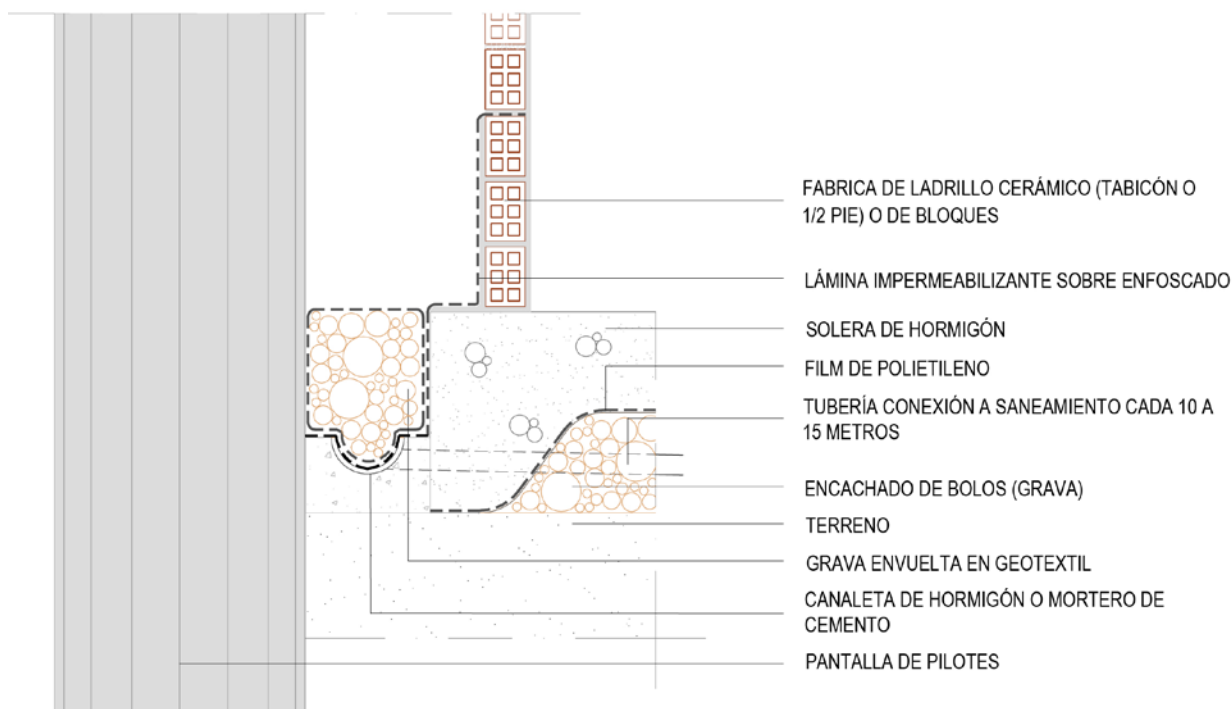 FABRICA DE LADRILLO CERÁMICO (TABICÓN O
1/2 PIE) O DE BLOQUES
LÁMINA IMPERMEABILIZANTE SOBRE ENFOSCADO
SOLERA DE HORMIGÓN
FILM DE POLIETILENO
TUBERÍA CONEXIÓN A SANEAMIENTO CADA 10 A
15 METROS
ENCACHADO DE BOLOS (GRAVA)
TERRENO
GRAVA ENVUELTA EN GEOTEXTIL
CANALETA DE HORMIGÓN O MORTERO DE
CEMENTO
PANTALLA DE PILOTES